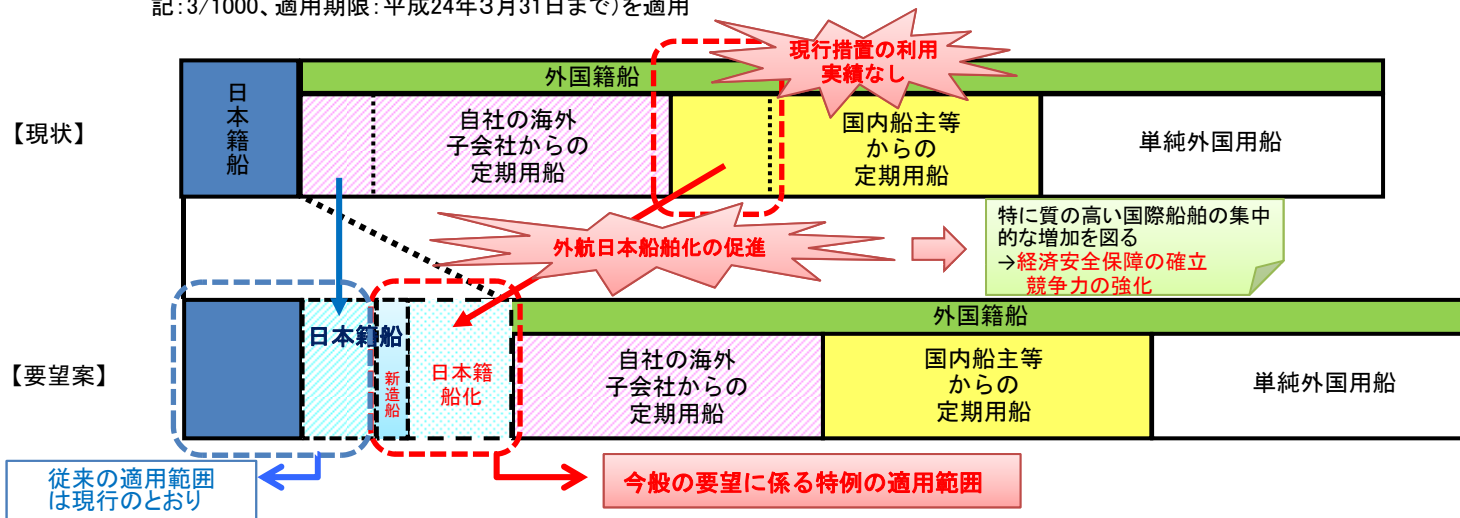 記:3/1000、適用期限:平成24年3月31日まで)を適用
現行措置の利用
実績なし
外国籍船
日本籍船
【現状】
自社の海外
子会社からの
定期用船
国内船主等
からの
定期用船
単純外国用船
外航日本船舶化の促進
特に質の高い国際船舶の集中
的な増加を図る
→経済安全保障の確立
競争力の強化
外国籍船
日本籍船
【要望案】
新造船
日本籍
船化
自社の海外
子会社からの
定期用船
国内船主等
からの
定期用船
単純外国用船
従来の適用範囲
は現行のとおり
今般の要望に係る特例の適用範囲